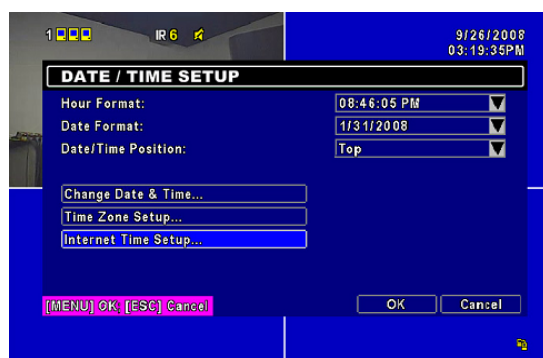 1 IR 6 9/26/2008
03:19:35PM
DATE / TIME SETUP
Hour Format: 08:46:05 PM
Date Format: 1/31/2008
Date/Time Position: Top
Change Date & Time...
Time Zone Setup...
Internet Time Setup...
[MENU] OK; [ESC] Cancel OK Cancel